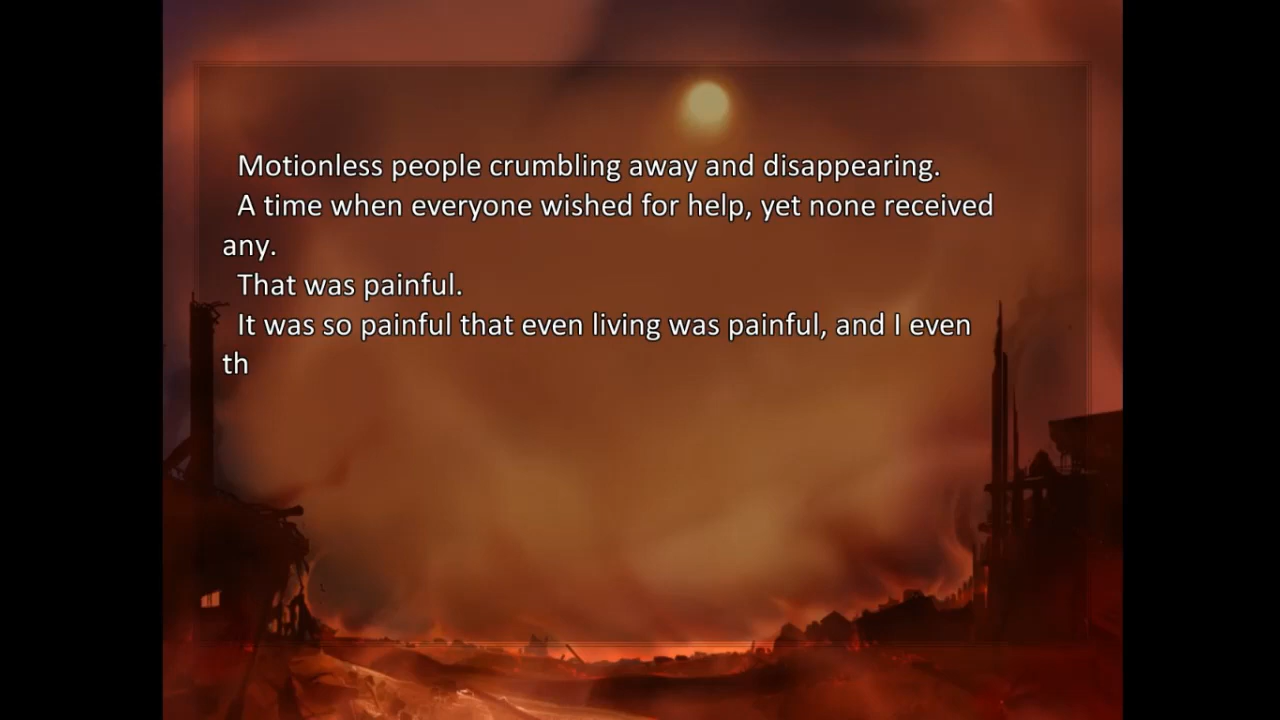 Motionless people crumbling away and disappearing.
A time when everyone wished for help, yet none received
any.
That was painful.
It was so painful that even living was painful, and I even
th